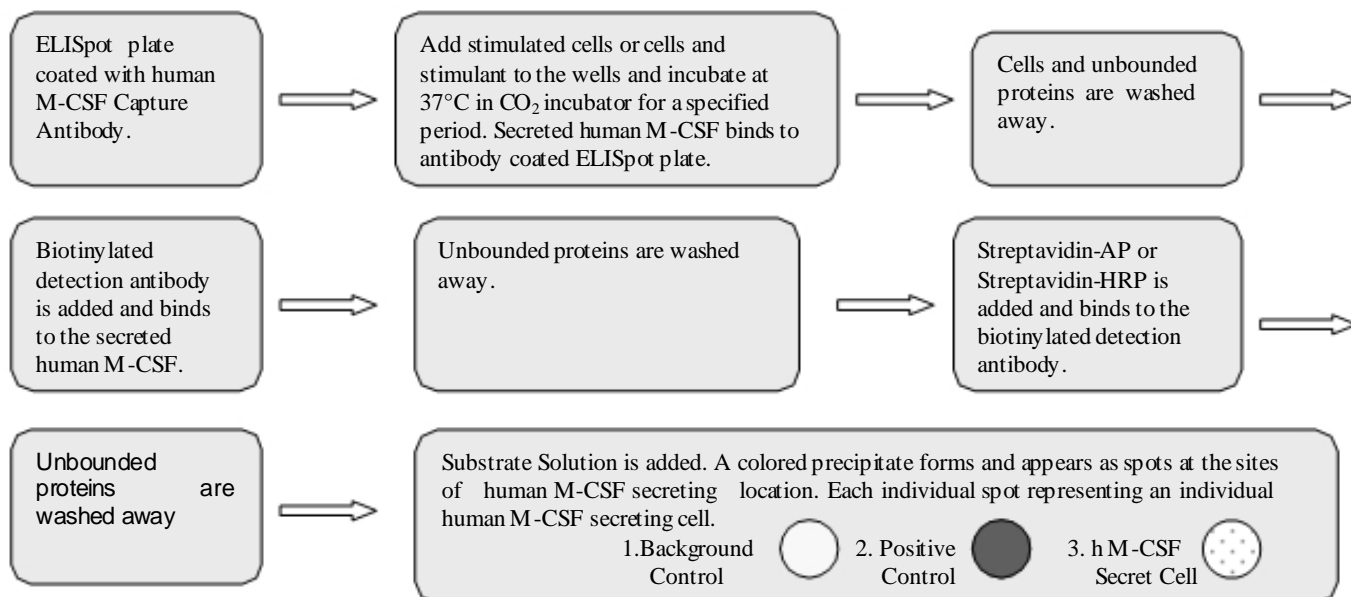 ELISpot plate
coated with human
M-CSF Capture
Antibody.
Add stimulated cells or cells and
stimulant to the wells and incubate at
37°C in CO₂ incubator for a specified
period. Secreted human M-CSF binds to
antibody coated ELISpot plate.
Cells and unbounded
proteins are washed
away.
Biotinylated
detection antibody
is added and binds
to the secreted
human M-CSF.
Unbounded proteins are washed
away.
Streptavidin-AP or
Streptavidin-HRP is
added and binds to the
biotinylated detection
antibody.
Unbounded
proteins are
washed away
Substrate Solution is added. A colored precipitate forms and appears as spots at the sites
of human M-CSF secreting location. Each individual spot representing an individual
human M-CSF secreting cell.
1.Background
Control
2. Positive
Control
3. h M-CSF
Secret Cell